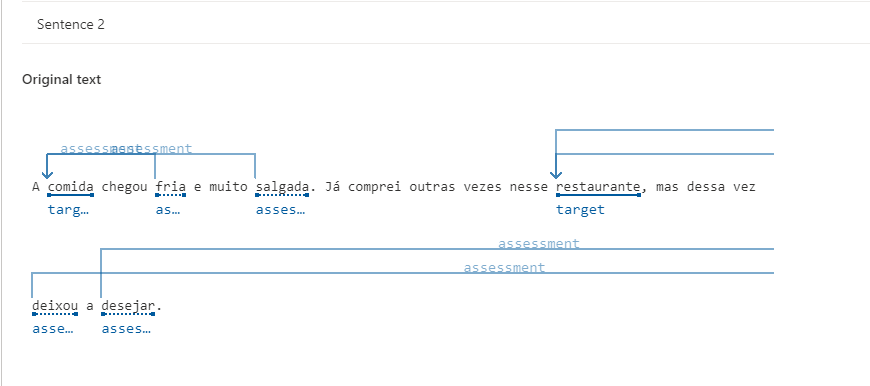 Sentence 2
Original text
assessment assessment
A comida chegou fria e muito salgada. Já comprei outras vezes nesse restaurante, mas dessa vez
targ… as… asses… target
assessment
assessment
deixou a desejar.
asse… asses…